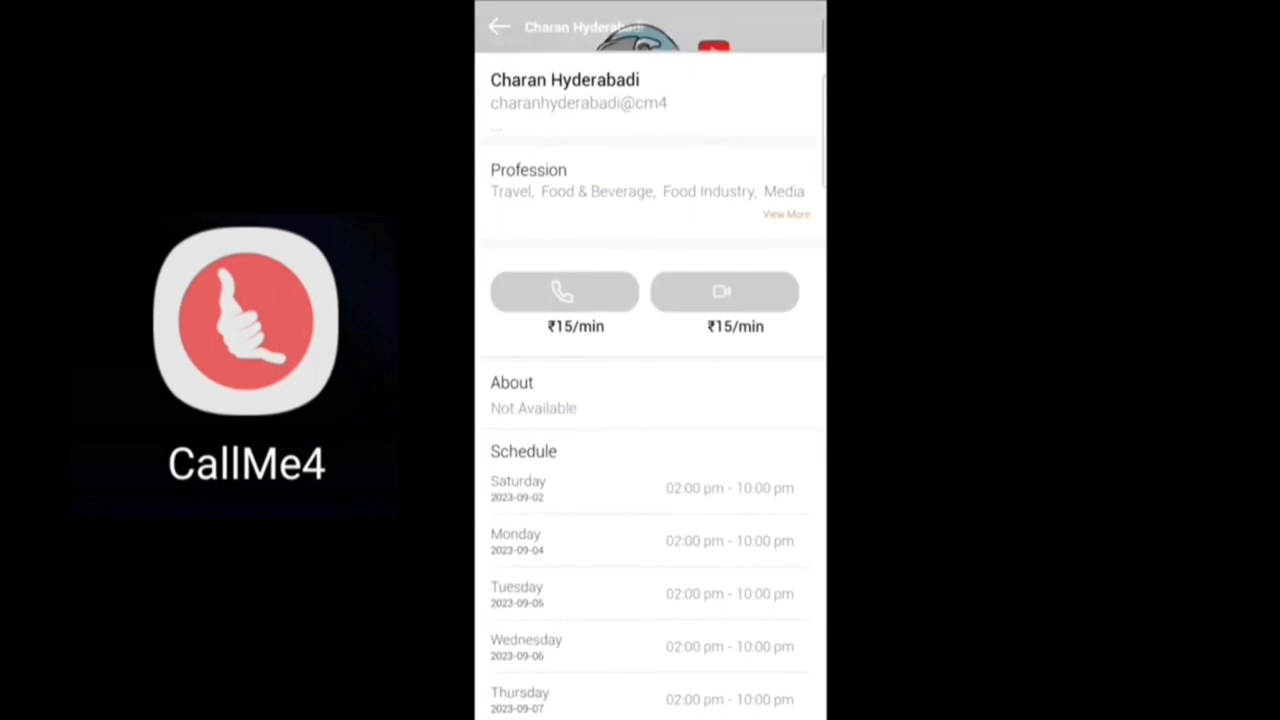 Charan Hyderabadi
Charan Hyderabadi
charanhyderabadi@cm4
...
Profession
Travel, Food & Beverage, Food Industry, Media
View More
₹15/min
₹15/min
About
Not Available
Schedule
Saturday
02:00 pm - 10:00 pm
2023-09-02
Monday
02:00 pm - 10:00 pm
2023-09-04
Tuesday
02:00 pm - 10:00 pm
2023-09-05
Wednesday
02:00 pm - 10:00 pm
2023-09-06
Thursday
02:00 pm - 10:00 pm
2023-09-07
CallMe4